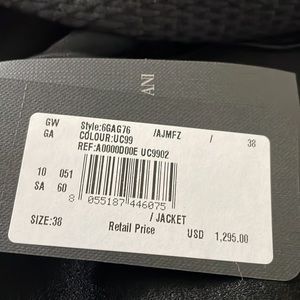 ANI
GW Style:6GAG76 /AJMFZ / 38
GA COLOUR:UC99
REF:A0000D00E UC9902
10 051
SA 60
8 055187 446075
/ JACKET
SIZE:38 Retail Price USD 1,295.00